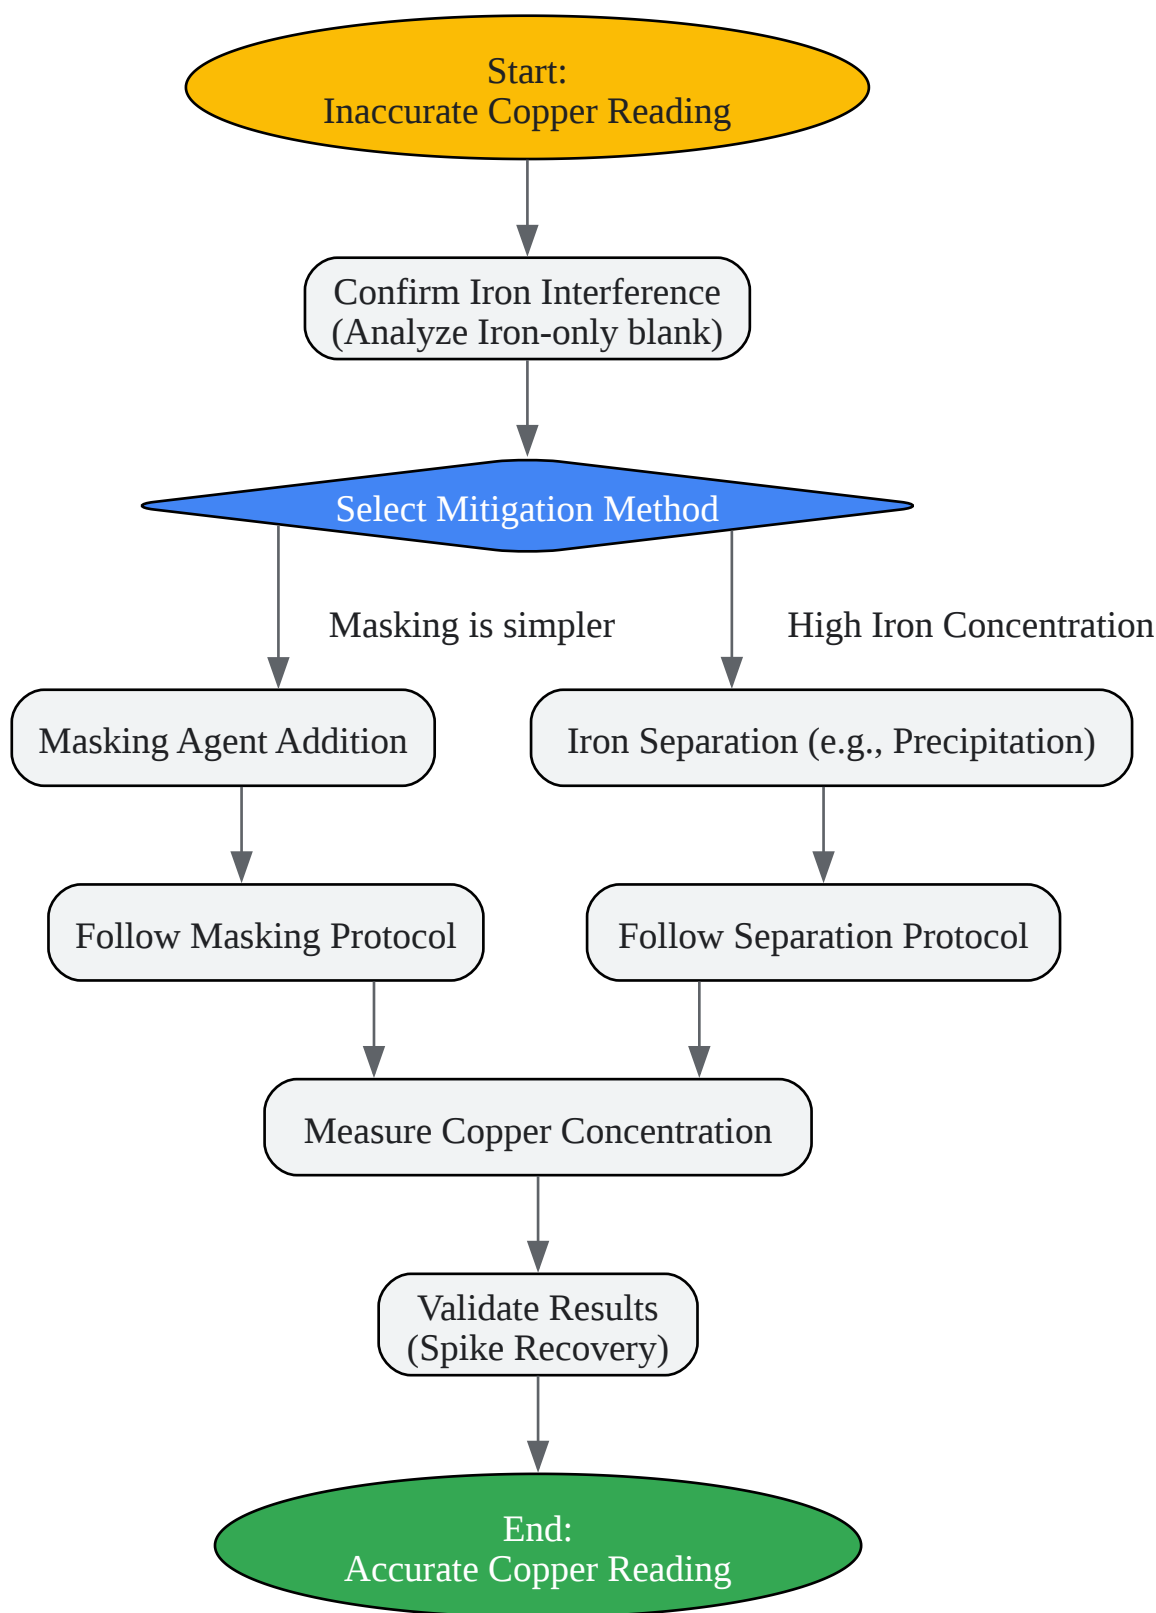 Start:
Inaccurate Copper Reading
Confirm Iron Interference
(Analyze Iron-only blank)
Select Mitigation Method
Masking is simpler
High Iron Concentration
Masking Agent Addition
Iron Separation (e.g., Precipitation)
Follow Masking Protocol
Follow Separation Protocol
Measure Copper Concentration
Validate Results
(Spike Recovery)
End:
Accurate Copper Reading